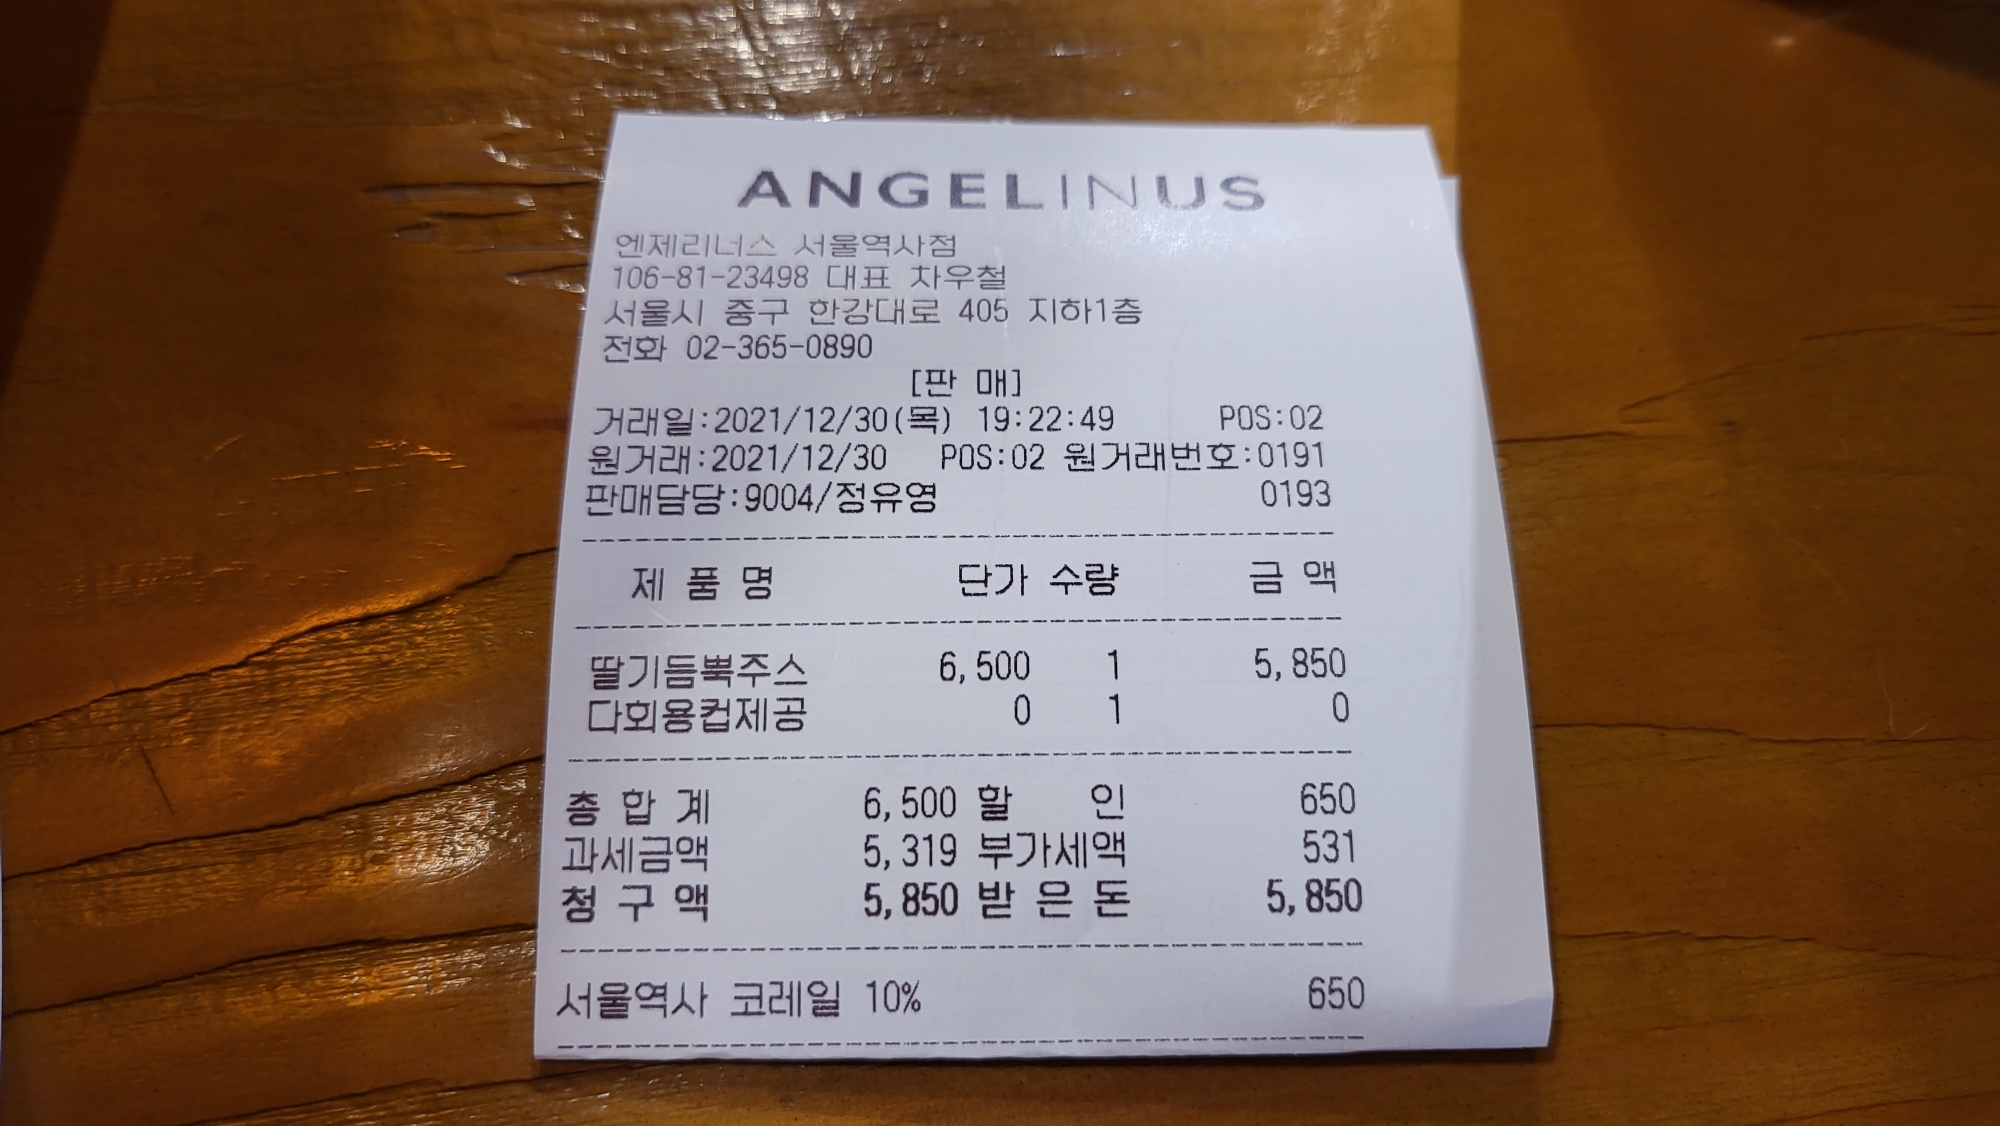 ANGELINUS
엔제리너스 서울역사점
106-81-23498 대표 차우철
서울시 중구 한강대로 405 지하1층
전화 02-365-0890
[판 매]
거래일:2021/12/30(목) 19:22:49 POS:02
원거래:2021/12/30 POS:02 원거래번호:0191
판매담당:9004/정유영 0193
제 품 명 단가 수량 금 액
딸기듬뿍주스 6,500 1 5,850
다회용컵제공 0 1 0
총 합 계 6,500 할 인 650
과세금액 5,319 부가세액 531
청 구 액 5,850 받 은 돈 5,850
서울역사 코레일 10% 650